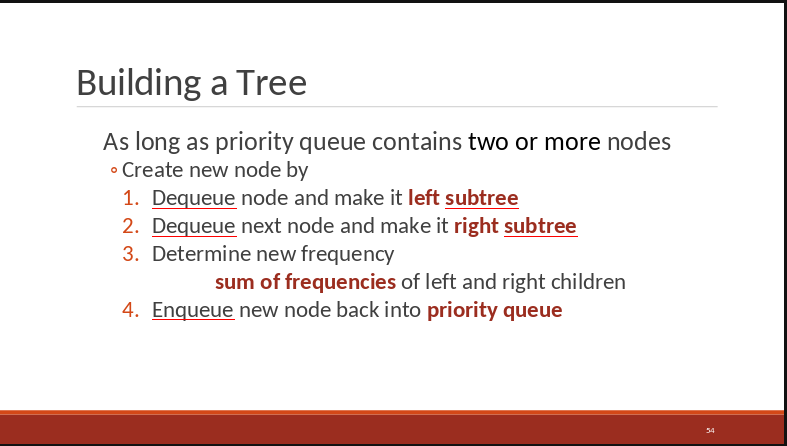 Building a Tree
As long as priority queue contains two or more nodes
◦ Create new node by
1. Dequeue node and make it left subtree
2. Dequeue next node and make it right subtree
3. Determine new frequency
sum of frequencies of left and right children
4. Enqueue new node back into priority queue
54